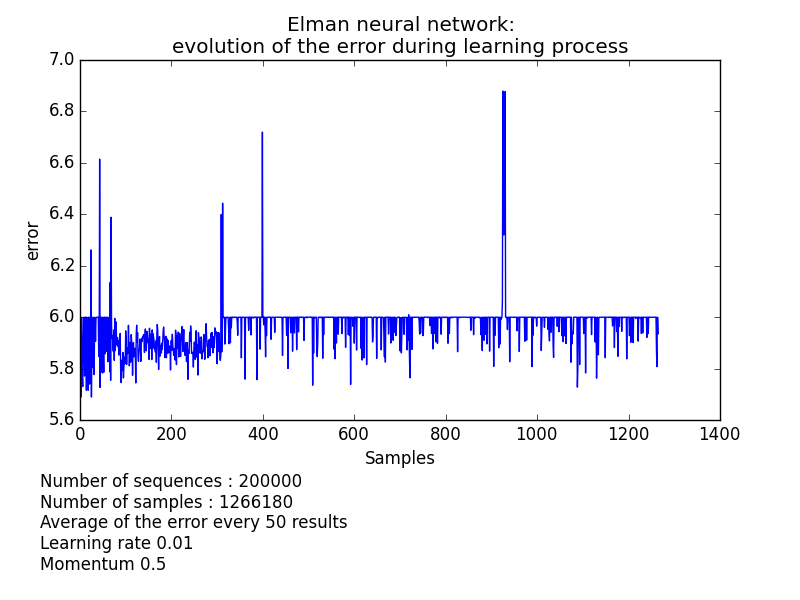 Elman neural network:
evolution of the error during learning process
7.0
6.8
6.6
6.4
6.2
6.0
5.8
5.6
error
0 200 400 600 800 1000 1200 1400
Samples
Number of sequences : 200000
Number of samples : 1266180
Average of the error every 50 results
Learning rate 0.01
Momentum 0.5